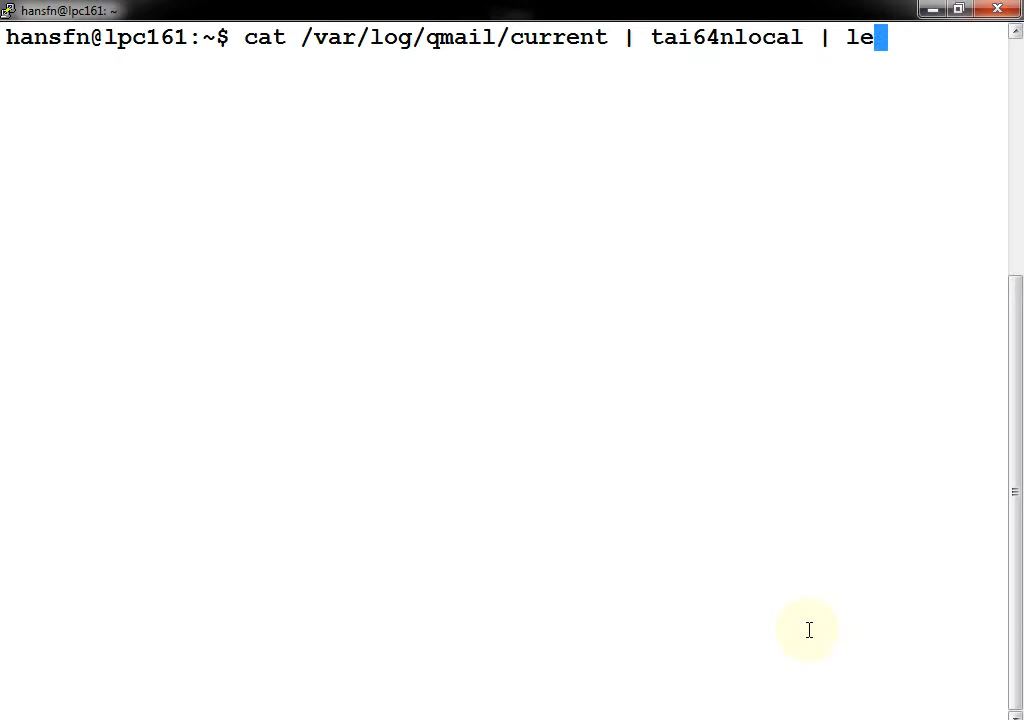 hansfn@lpc161: ~
hansfn@lpc161:~$ cat /var/log/qmail/current | tai64nlocal | le